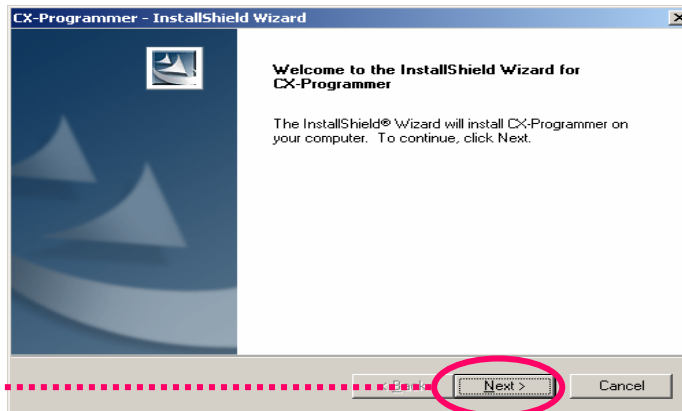 CX-Programmer - InstallShield Wizard
Welcome to the InstallShield Wizard for
CX-Programmer
The InstallShield® Wizard will install CX-Programmer on
your computer. To continue, click Next.
< Back
Next >
Cancel